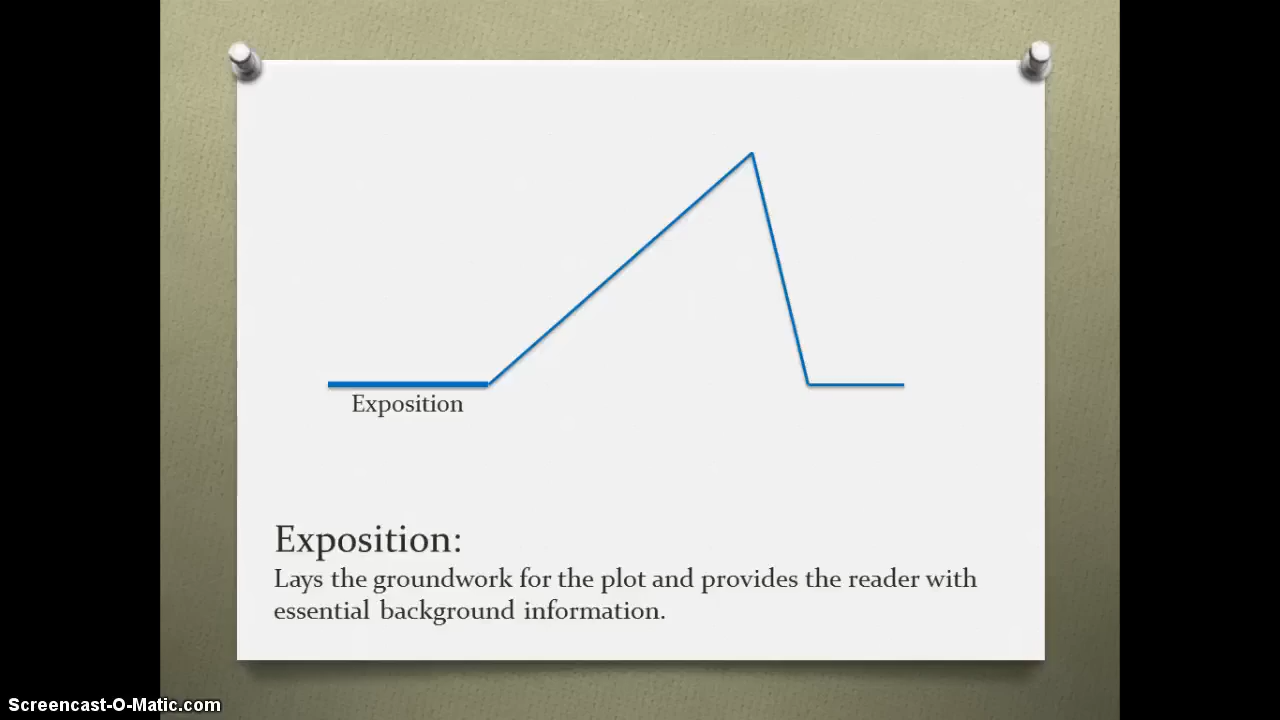 Exposition
Exposition:
Lays the groundwork for the plot and provides the reader with
essential background information.
Screencast-O-Matic.com